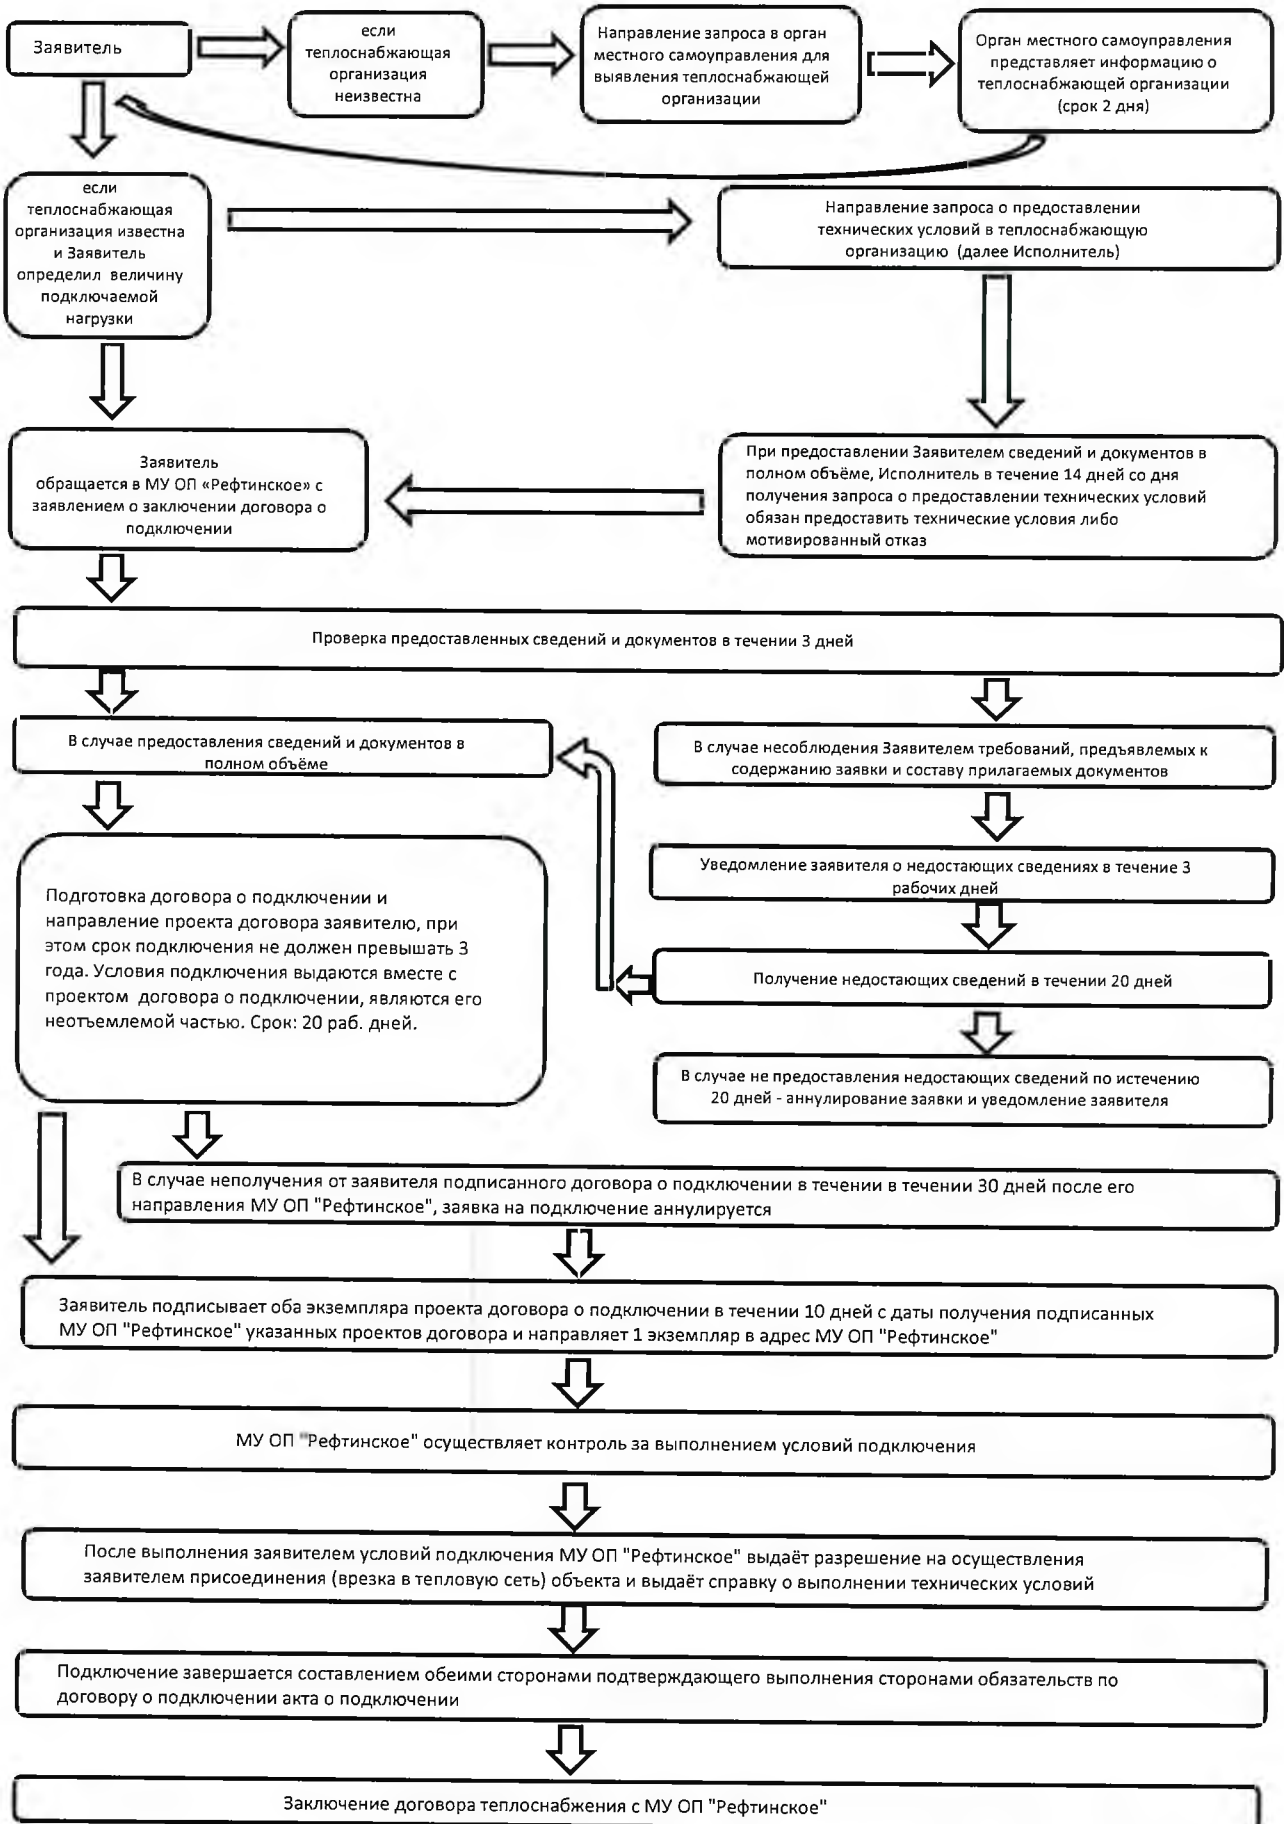 Заявитель
если
теплоснабжающая
организация
неизвестна
Направление запроса в орган
местного самоуправления для
выявления теплоснабжающей
организации
Орган местного самоуправления
представляет информацию о
теплоснабжающей организации
(срок 2 дня)
если
теплоснабжающая
организация известна
и Заявитель
определил величину
подключаемой
нагрузки
Направление запроса о предоставлении
технических условий в теплоснабжающую
организацию (далее Исполнитель)
Заявитель
обращается в МУ ОП «Рефтинское» с
заявлением о заключении договора о
подключении
При предоставлении Заявителем сведений и документов в
полном объёме, Исполнитель в течение 14 дней со дня
получения запроса о предоставлении технических условий
обязан предоставить технические условия либо
мотивированный отказ
Проверка предоставленных сведений и документов в течении 3 дней
В случае предоставления сведений и документов в
полном объёме
В случае несоблюдения Заявителем требований, предъявлемых к
содержанию заявки и составу прилагаемых документов
Уведомление заявителя о недостающих сведениях в течение 3
рабочих дней
Подготовка договора о подключении и
направление проекта договора заявителю, при
этом срок подключения не должен превышать 3
года. Условия подключения выдаются вместе с
проектом договора о подключении, являются его
неотъемлемой частью. Срок: 20 раб. дней.
Получение недостающих сведений в течении 20 дней
В случае не предоставления недостающих сведений по истечению
20 дней - аннулирование заявки и уведомление заявителя
В случае неполучения от заявителя подписанного договора о подключении в течении в течении 30 дней после его
направления МУ ОП "Рефтинское", заявка на подключение аннулируется
Заявитель подписывает оба экземпляра проекта договора о подключении в течении 10 дней с даты получения подписанных
МУ ОП "Рефтинское" указанных проектов договора и направляет 1 экземпляр в адрес МУ ОП "Рефтинское"
МУ ОП "Рефтинское" осуществляет контроль за выполнением условий подключения
После выполнения заявителем условий подключения МУ ОП "Рефтинское" выдаёт разрешение на осуществления
заявителем присоединения (врезка в тепловую сеть) объекта и выдаёт справку о выполнении технических условий
Подключение завершается составлением обеими сторонами подтверждающего выполнения сторонами обязательств по
договору о подключении акта о подключении
Заключение договора теплоснабжения с МУ ОП "Рефтинское"